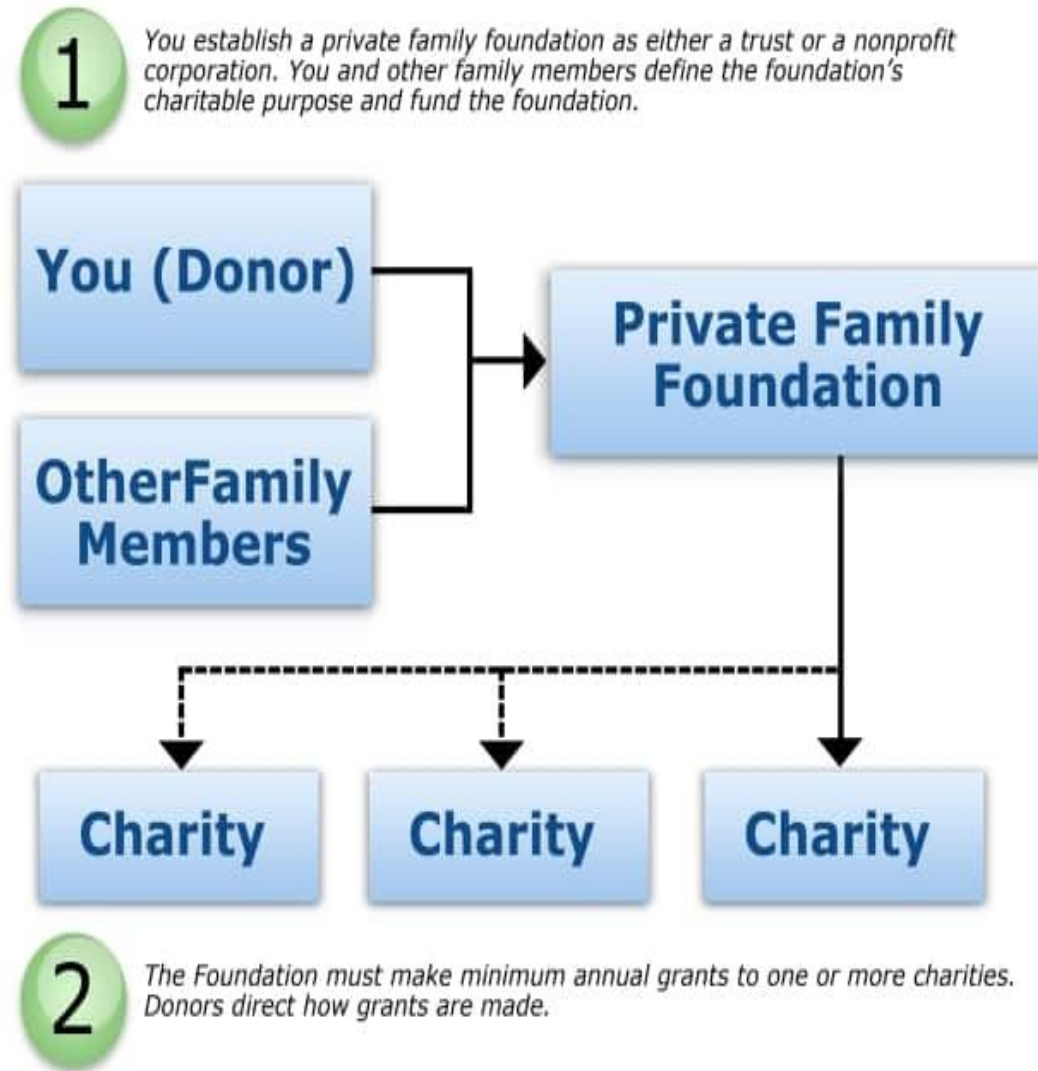 1
You establish a private family foundation as either a trust or a nonprofit
corporation. You and other family members define the foundation's
charitable purpose and fund the foundation.
You (Donor)
Private Family
Foundation
OtherFamily
Members
Charity
Charity
Charity
2
The Foundation must make minimum annual grants to one or more charities.
Donors direct how grants are made.